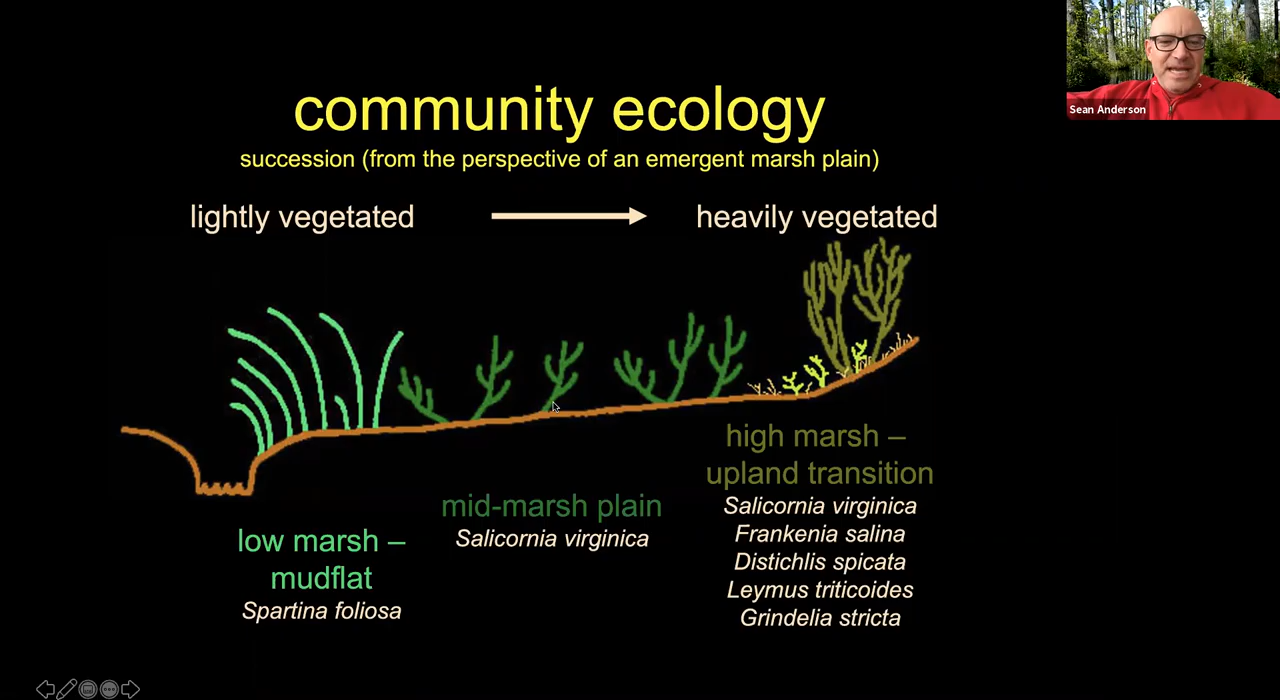 Sean Anderson
community ecology
succession (from the perspective of an emergent marsh plain)
lightly vegetated
heavily vegetated
high marsh –
upland transition
Salicornia virginica
Frankenia salina
Distichlis spicata
Leymus triticoides
Grindelia stricta
mid-marsh plain
Salicornia virginica
low marsh –
mudflat
Spartina foliosa